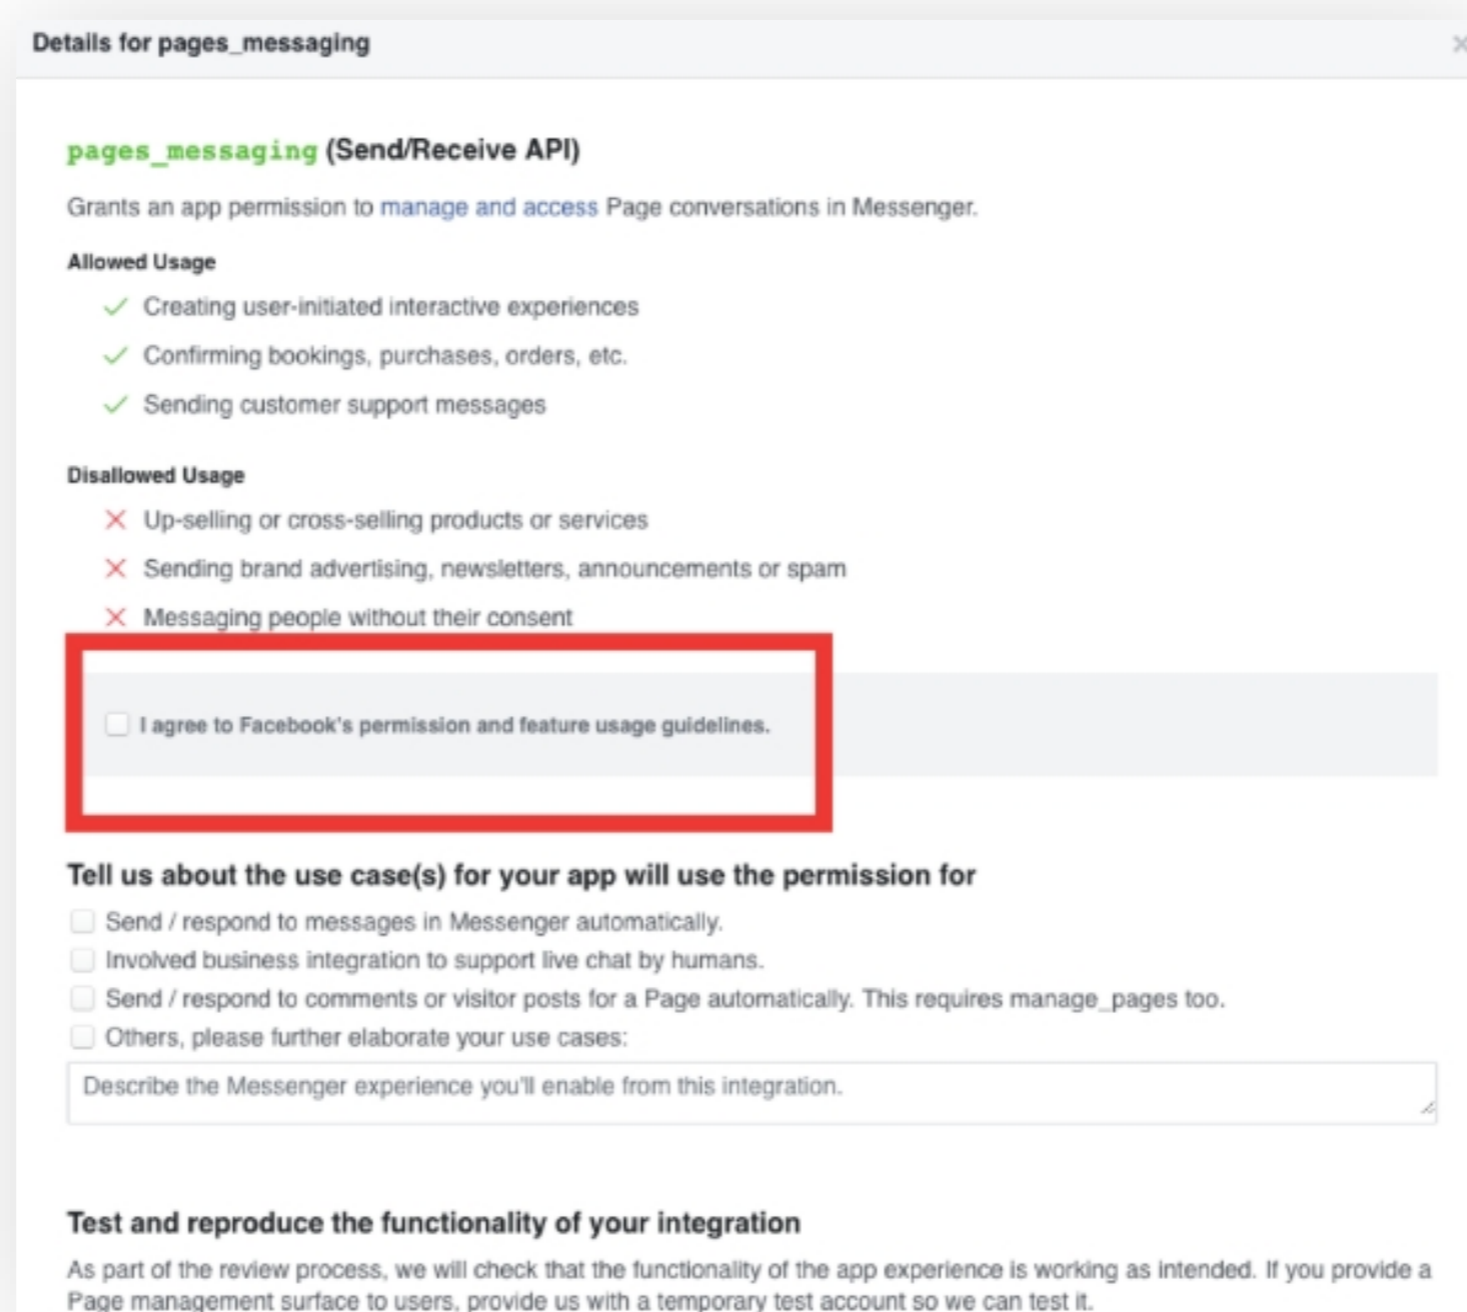 Details for pages_messaging
pages_messaging (Send/Receive API)
Grants an app permission to manage and access Page conversations in Messenger.
Allowed Usage
Creating user-initiated interactive experiences
Confirming bookings, purchases, orders, etc.
Sending customer support messages
Disallowed Usage
Up-selling or cross-selling products or services
Sending brand advertising, newsletters, announcements or spam
Messaging people without their consent
I agree to Facebook's permission and feature usage guidelines.
Tell us about the use case(s) for your app will use the permission for
Send / respond to messages in Messenger automatically.
Involved business integration to support live chat by humans.
Send / respond to comments or visitor posts for a Page automatically. This requires manage_pages too.
Others, please further elaborate your use cases:
Describe the Messenger experience you'll enable from this integration.
Test and reproduce the functionality of your integration
As part of the review process, we will check that the functionality of the app experience is working as intended. If you provide a
Page management surface to users, provide us with a temporary test account so we can test it.